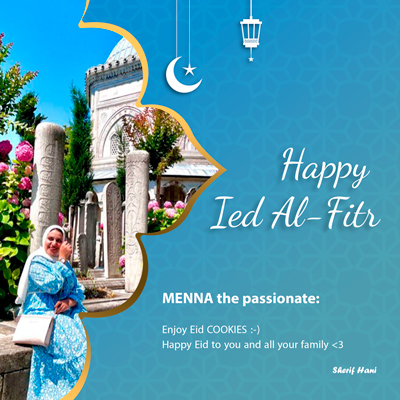 Happy
Ied Al-Fitr
MENNA the passionate:
Enjoy Eid COOKIES :-)
Happy Eid to you and all your family <3
Sherif Hani